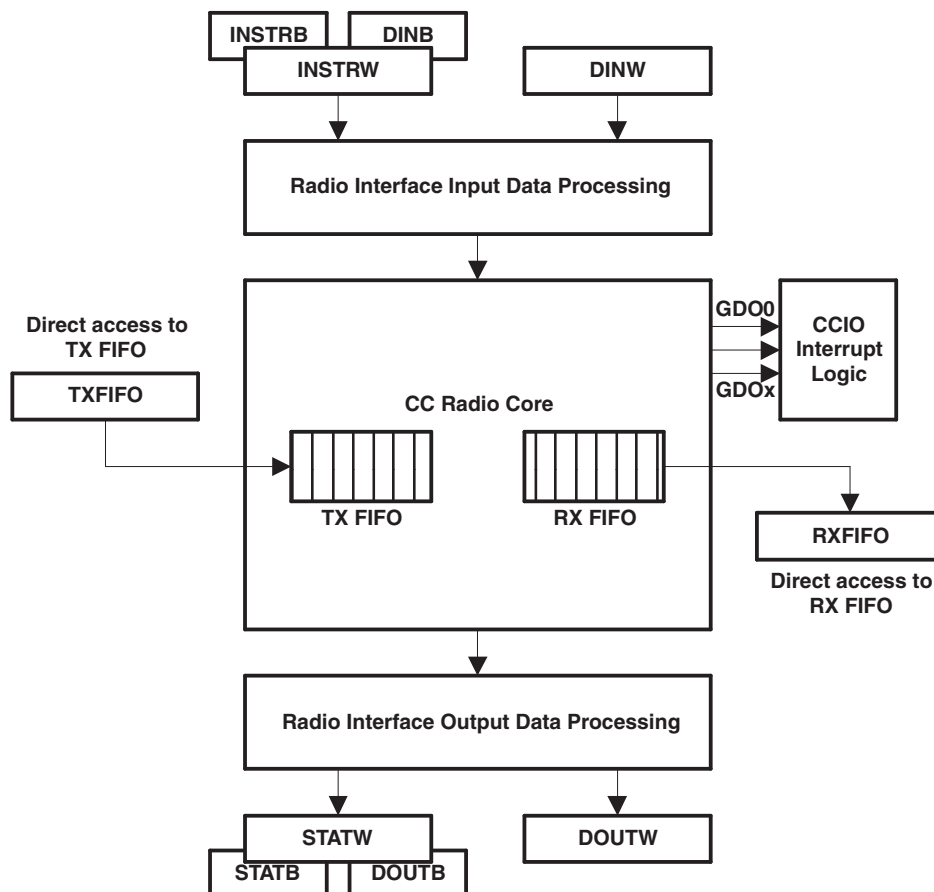 INSTRB
DINB
INSTRW
DINW
Radio Interface Input Data Processing
Direct access to
TX FIFO
TXFIFO
GDO0
GDOx
CCIO
Interrupt
Logic
CC Radio Core
TX FIFO
RX FIFO
RXFIFO
Direct access to
RX FIFO
Radio Interface Output Data Processing
STATW
DOUTW
STATB
DOUTB